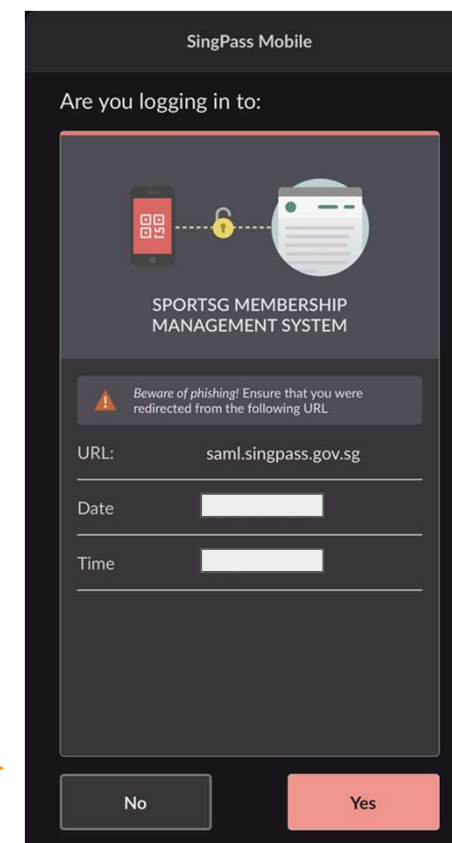 SingPass Mobile
Are you logging in to:
SPORTSG MEMBERSHIP
MANAGEMENT SYSTEM
Beware of phishing! Ensure that you were
redirected from the following URL
URL: saml.singpass.gov.sg
Date
Time
No Yes